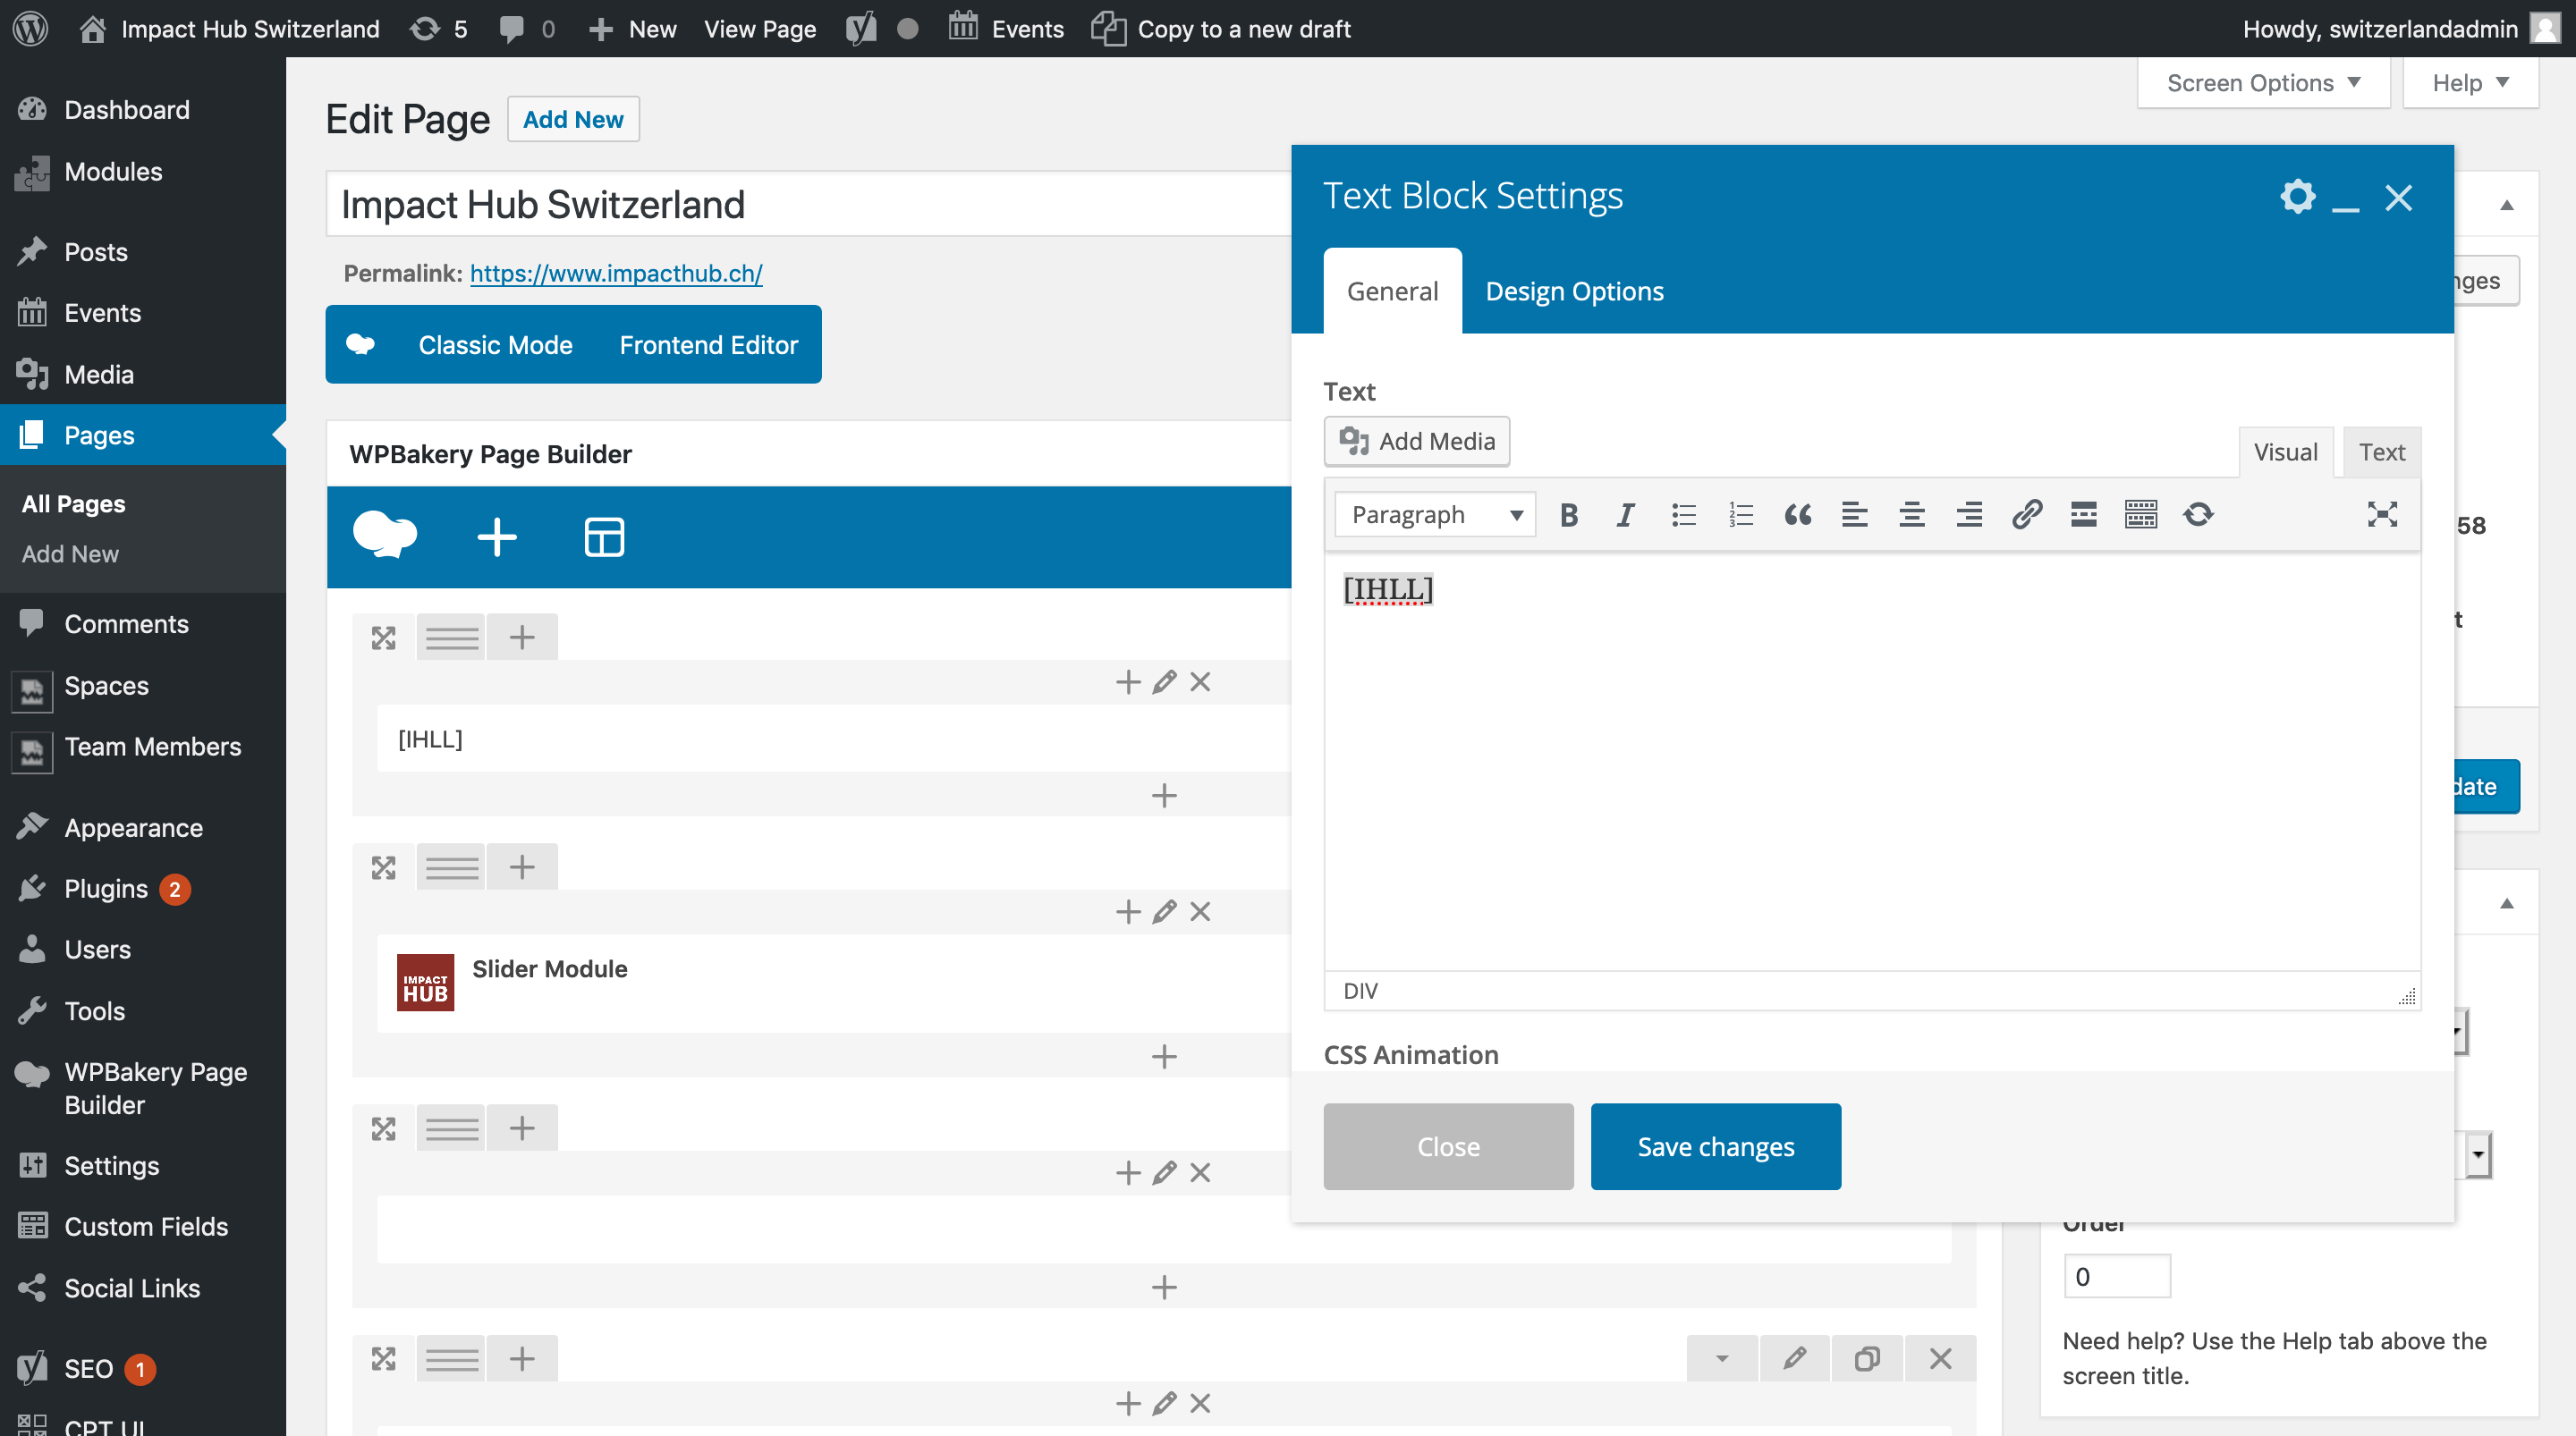 Impact Hub Switzerland 5 0 New View Page Events Copy to a new draft Howdy, switzerlandadmin
Screen Options Help
Dashboard
Modules
Posts
Events
Media
Pages
All Pages
Add New
Comments
Spaces
Team Members
Appearance
Plugins 2
Users
Tools
WPBakery Page
Builder
Settings
Custom Fields
Social Links
SEO 1
CPT UI
Edit Page Add New
Impact Hub Switzerland
Permalink: https://www.impacthub.ch/
Classic Mode Frontend Editor
WPBakery Page Builder
[IHLL]
IMPACT
HUB
Slider Module
Text Block Settings
General Design Options
Text
Add Media
Visual Text
Paragraph
[IHLL]
DIV
CSS Animation
Close Save changes
nges
58
t
date
Order
0
Need help? Use the Help tab above the
screen title.